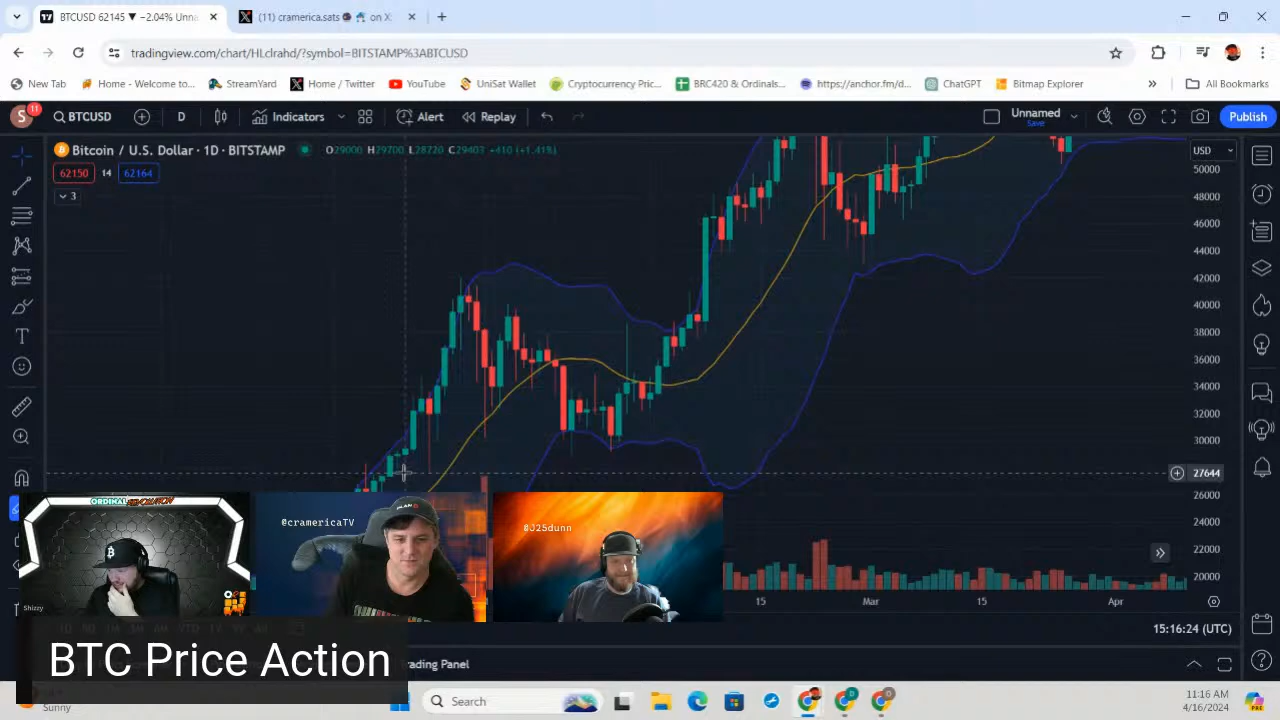 BTCUSD 62145 ▼ −2.04% Unna
(11) cramerica.sats on X:
tradingview.com/chart/HLclrahd/?symbol=BITSTAMP%3ABTCUSD
New Tab
Home - Welcome to...
StreamYard
Home / Twitter
YouTube
UniSat Wallet
Cryptocurrency Pric...
BRC420 & Ordinals...
https://anchor.fm/d...
ChatGPT
Bitmap Explorer
All Bookmarks
S 11
BTCUSD
D
Indicators
Alert
Replay
Unnamed
Save
Publish
Bitcoin / U.S. Dollar · 1D · BITSTAMP
O29000 H29700 L28720 C29403 +410 (+1.41%)
USD
62150 14 62164
3
50000
48000
46000
44000
42000
40000
38000
36000
34000
32000
30000
27644
26000
24000
22000
20000
ORDINAL
@cramericaTV
@J25dunn
Shizzy
15 Mar 15 Apr
15:16:24 (UTC)
BTC Price Action
Trading Panel
Sunny
Search
11:16 AM
4/16/2024